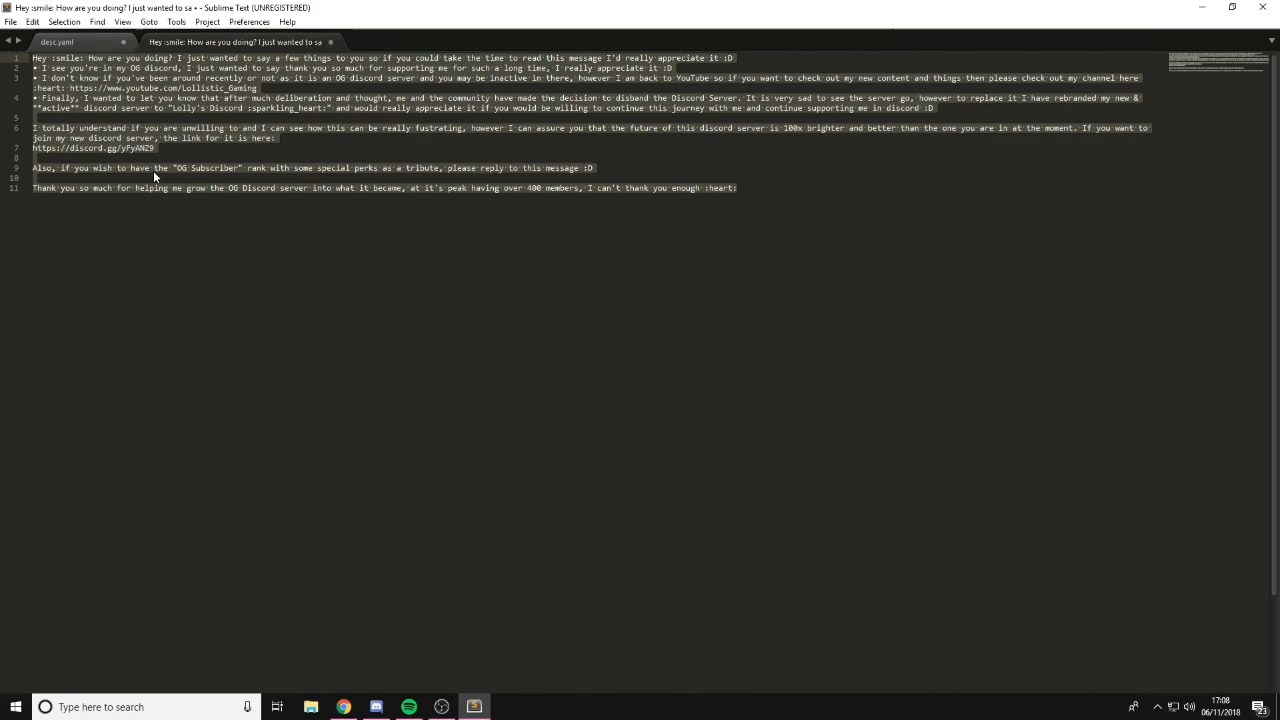 Hey :smile: How are you doing? I just wanted to sa • - Sublime Text (UNREGISTERED)
File Edit Selection Find View Goto Tools Project Preferences Help
desc.yaml Hey :smile: How are you doing? I just wanted to sa
1 Hey :smile: How are you doing? I just wanted to say a few things to you so if you could take the time to read this message I'd really appreciate it :D
2 • I see you're in my OG discord, I just wanted to say thank you so much for supporting me for such a long time, I really appreciate it :D
3 • I don't know if you've been around recently or not as it is an OG discord server and you may be inactive in there, however I am back to YouTube so if you want to check out my new content and things then please check out my channel here
:heart: https://www.youtube.com/Lollistic_Gaming
4 • Finally, I wanted to let you know that after much deliberation and thought, me and the community have made the decision to disband the Discord Server. It is very sad to see the server go, however to replace it I have rebranded my new &
**active** discord server to "Lolly's Discord :sparkling_heart:" and would really appreciate it if you would be willing to continue this journey with me and continue supporting me in discord :D
5
6 I totally understand if you are unwilling to and I can see how this can be really fustrating, however I can assure you that the future of this discord server is 100x brighter and better than the one you are in at the moment. If you want to
join my new discord server, the link for it is here:
7 https://discord.gg/yFyANZ9
8
9 Also, if you wish to have the "OG Subscriber" rank with some special perks as a tribute, please reply to this message :D
10
11 Thank you so much for helping me grow the OG Discord server into what it became, at it's peak having over 400 members, I can't thank you enough :heart:
Type here to search
17:08
06/11/2018
23